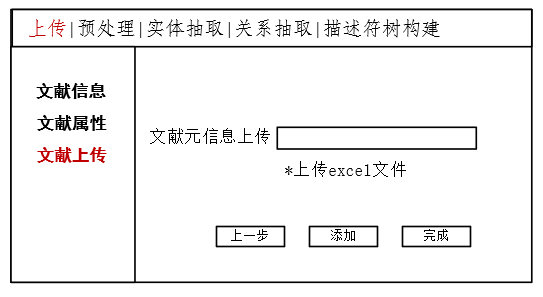 上传|预处理|实体抽取|关系抽取|描述符树构建
文献信息
文献属性
文献上传
文献元信息上传
*上传excel文件
上一步 添加 完成